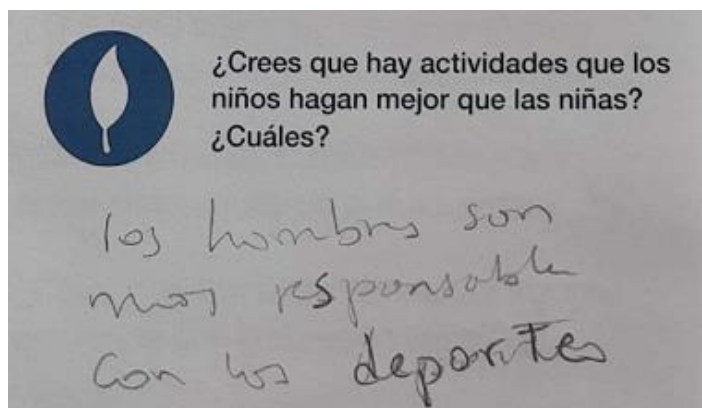 ¿Crees que hay actividades que los
niños hagan mejor que las niñas?
¿Cuáles?
los hombres son
mas responsable
con los deportes